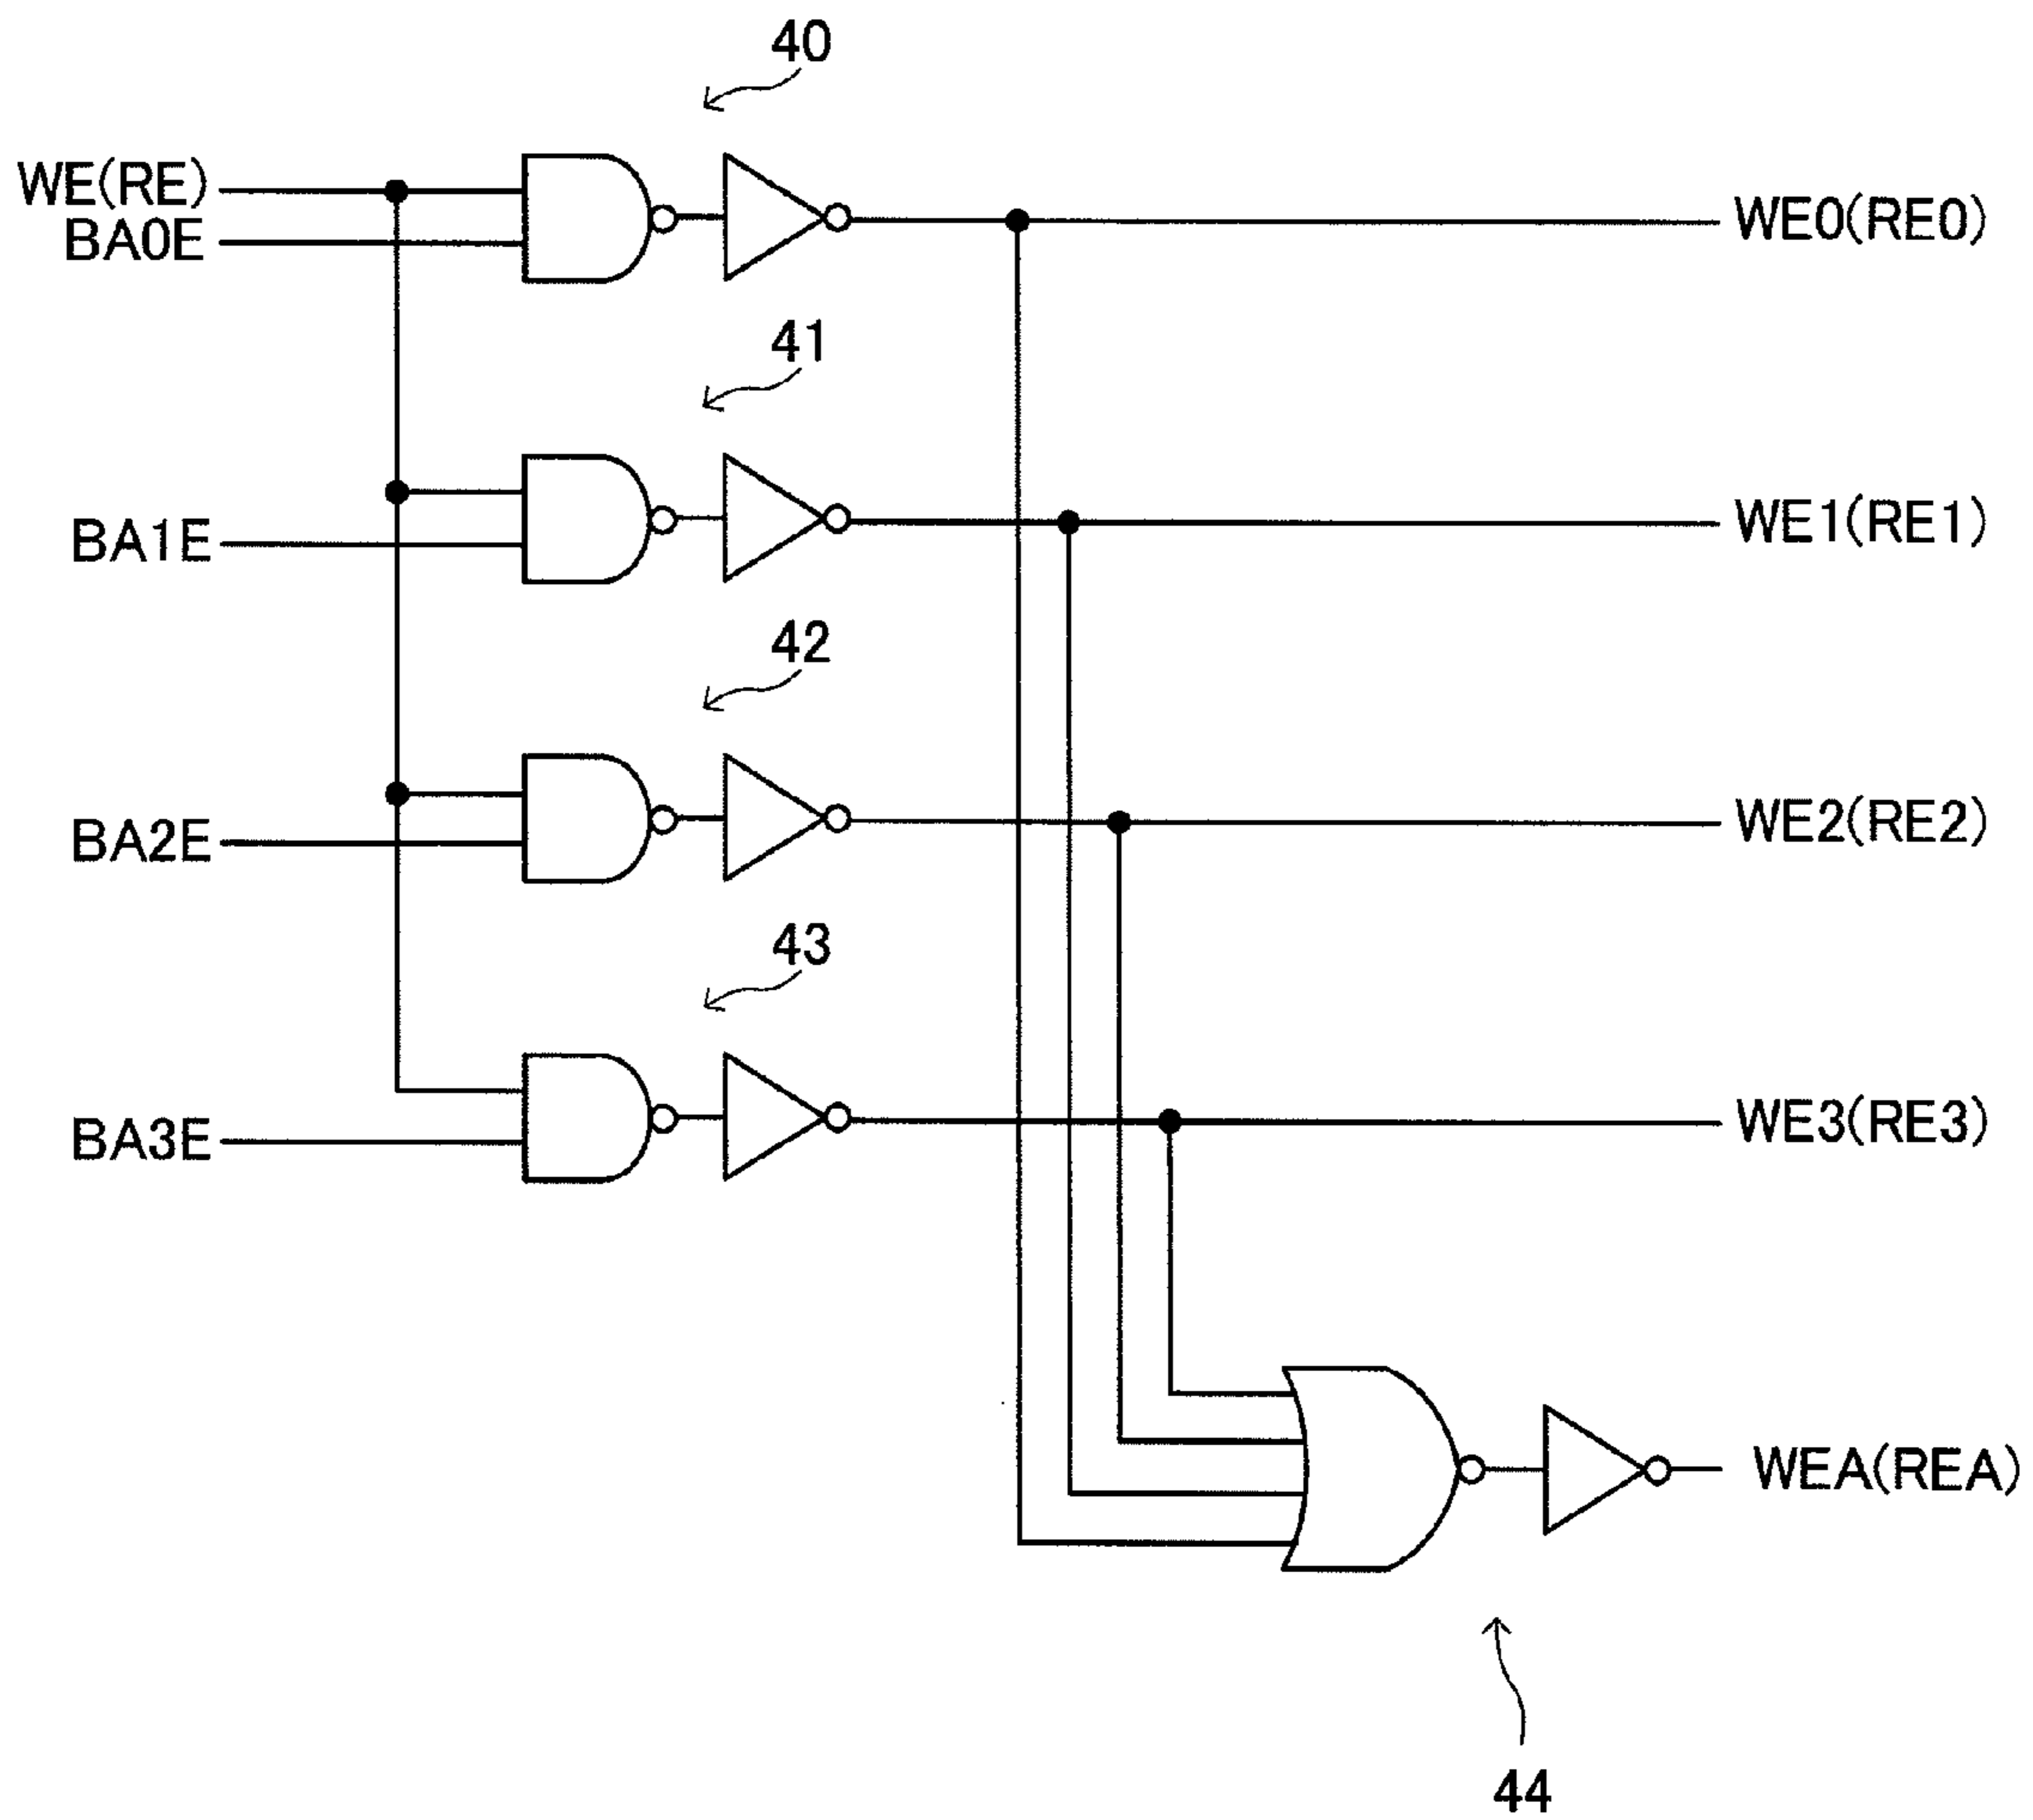 40
WE(RE)
BA0E
WE0(RE0)
41
BA1E
WE1(RE1)
42
BA2E
WE2(RE2)
43
BA3E
WE3(RE3)
WEA(REA)
44